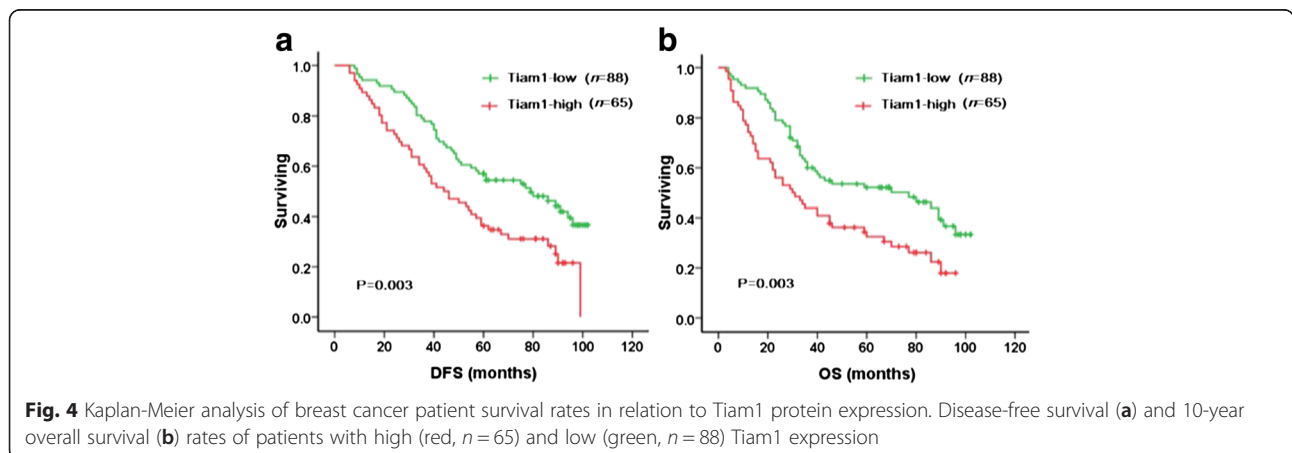 a
1.0
0.8
0.6
0.4
0.2
0.0
Surviving
Tiam1-low (n=88)
Tiam1-high (n=65)
P=0.003
0 20 40 60 80 100 120
DFS (months)
b
1.0
0.8
0.6
0.4
0.2
0.0
Surviving
Tiam1-low (n=88)
Tiam1-high (n=65)
P=0.003
0 20 40 60 80 100 120
OS (months)
Fig. 4 Kaplan-Meier analysis of breast cancer patient survival rates in relation to Tiam1 protein expression. Disease-free survival (a) and 10-year
overall survival (b) rates of patients with high (red, n = 65) and low (green, n = 88) Tiam1 expression